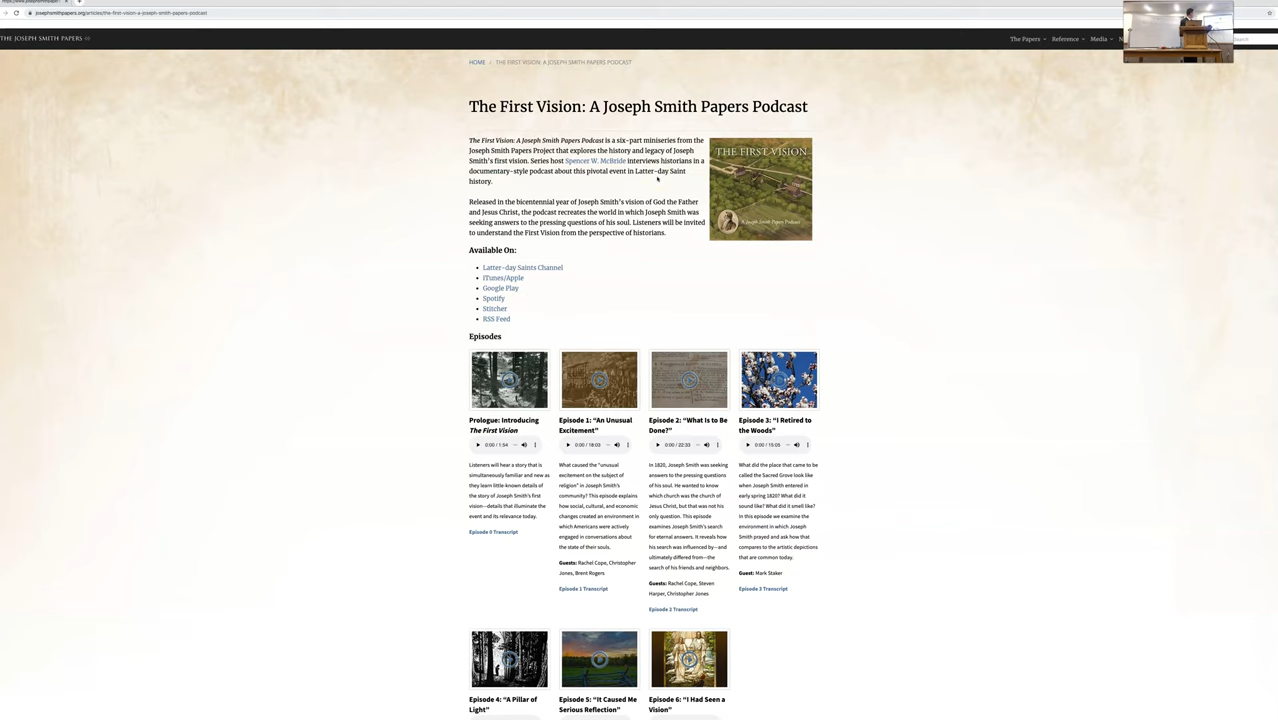 josephsmithpapers.org/articles/the-first-vision-a-joseph-smith-papers-podcast
THE JOSEPH SMITH PAPERS
The Papers
Reference
Media
Search
HOME / THE FIRST VISION: A JOSEPH SMITH PAPERS PODCAST
The First Vision: A Joseph Smith Papers Podcast
The First Vision: A Joseph Smith Papers Podcast is a six-part miniseries from the
Joseph Smith Papers Project that explores the history and legacy of Joseph
Smith's first vision. Series host Spencer W. McBride interviews historians in a
documentary-style podcast about this pivotal event in Latter-day Saint
history.
THE FIRST VISION
A Joseph Smith Papers Podcast
Released in the bicentennial year of Joseph Smith's vision of God the Father
and Jesus Christ, the podcast recreates the world in which Joseph Smith was
seeking answers to the pressing questions of his soul. Listeners will be invited
to understand the First Vision from the perspective of historians.
Available On:
Latter-day Saints Channel
iTunes/Apple
Google Play
Spotify
Stitcher
RSS Feed
Episodes
Prologue: Introducing
The First Vision
0:00 / 1:54
Listeners will hear a story that is
simultaneously familiar and new as
they learn little-known details of
the story of Joseph Smith's first
vision—details that illuminate the
event and its relevance today.
Episode 0 Transcript
Episode 1: "An Unusual
Excitement"
0:00 / 18:03
What caused the "unusual
excitement on the subject of
religion" in Joseph Smith's
community? This episode explains
how social, cultural, and economic
changes created an environment in
which Americans were actively
engaged in conversations about
the state of their souls.
Guests: Rachel Cope, Christopher
Jones, Brent Rogers
Episode 1 Transcript
Episode 2: "What Is to Be
Done?"
0:00 / 22:33
In 1820, Joseph Smith was seeking
answers to the pressing questions
of his soul. He wanted to know
which church was the church of
Jesus Christ, but that was not his
only question. This episode
examines Joseph Smith's search
for eternal answers. It reveals how
his search was influenced by—and
ultimately differed from—the
search of his friends and neighbors.
Guests: Rachel Cope, Steven
Harper, Christopher Jones
Episode 2 Transcript
Episode 3: "I Retired to
the Woods"
0:00 / 15:05
What did the place that came to be
called the Sacred Grove look like
when Joseph Smith entered in
early spring 1820? What did it
sound like? What did it smell like?
In this episode we examine the
environment in which Joseph
Smith prayed and ask how that
compares to the artistic depictions
that are common today.
Guest: Mark Staker
Episode 3 Transcript
Episode 4: "A Pillar of
Light"
Episode 5: "It Caused Me
Serious Reflection"
Episode 6: "I Had Seen a
Vision"